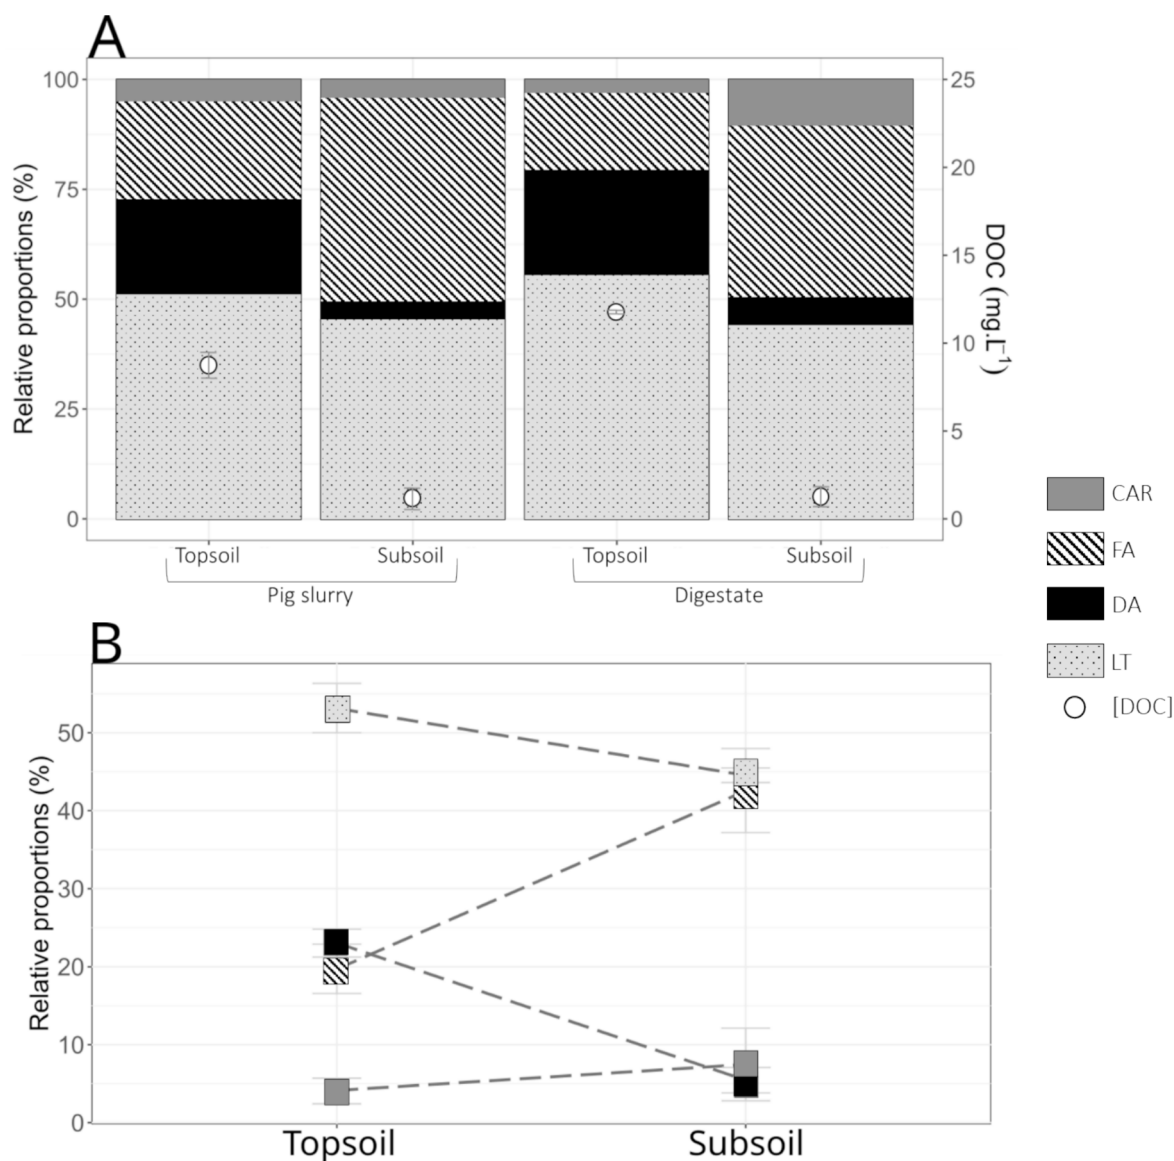 A
100
75
50
25
0
Relative proportions (%)
25
20
15
10
5
0
DOC (mg.L⁻¹)
Topsoil Subsoil Topsoil Subsoil
Pig slurry Digestate
CAR
FA
DA
LT
[DOC]
B
50
40
30
20
10
0
Relative proportions (%)
Topsoil Subsoil